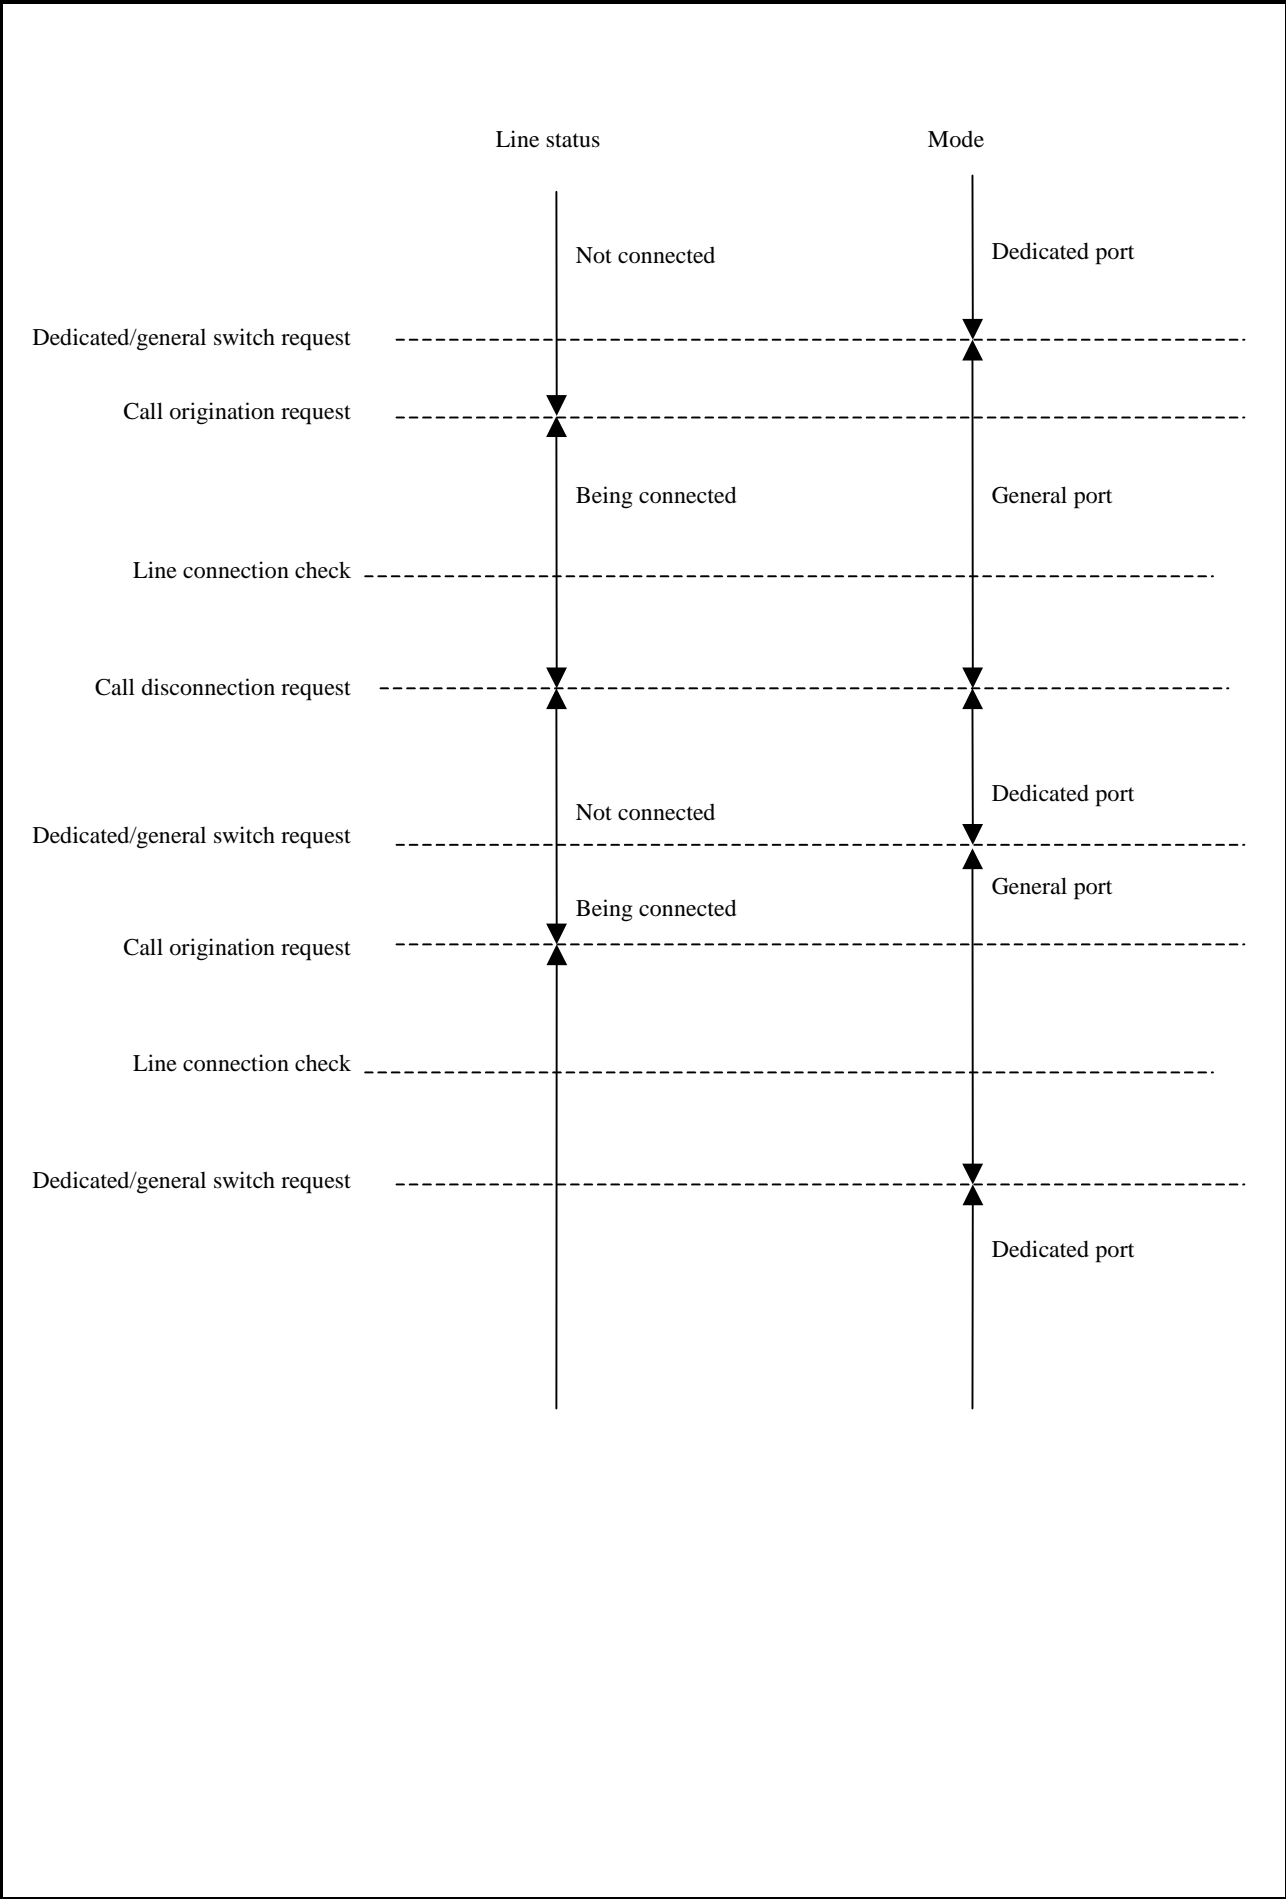 Line status
Mode
Not connected
Dedicated port
Dedicated/general switch request
Call origination request
Being connected
General port
Line connection check
Call disconnection request
Dedicated port
Not connected
Dedicated/general switch request
General port
Being connected
Call origination request
Line connection check
Dedicated/general switch request
Dedicated port